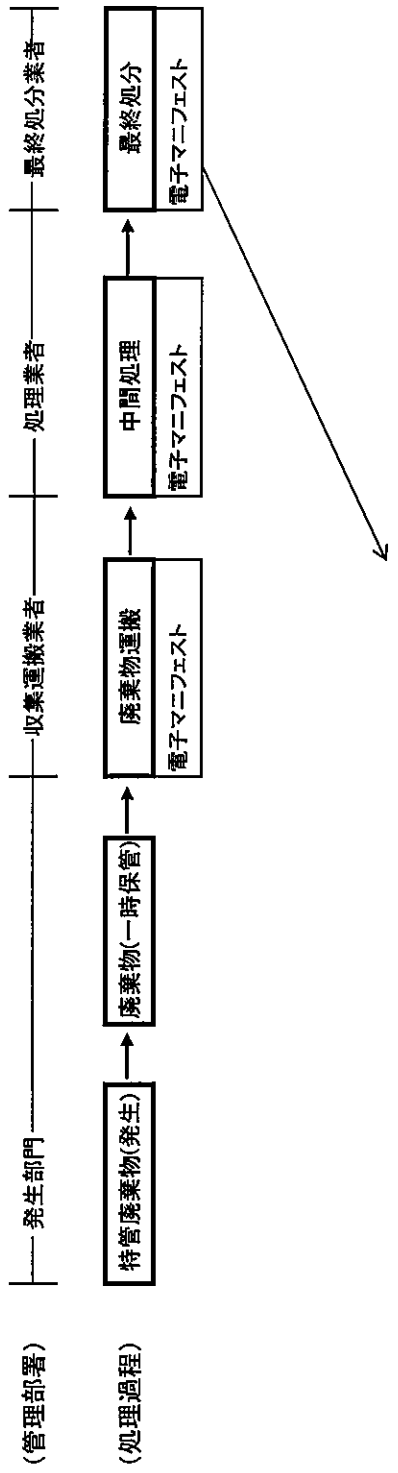 (管理部署)
発生部門
収集運搬業者
処理業者
最終処分業者
(処理過程)
特管廃棄物(発生)
廃棄物(一時保管)
廃棄物運搬
中間処理
最終処分
電子マニフェスト
電子マニフェスト
電子マニフェスト